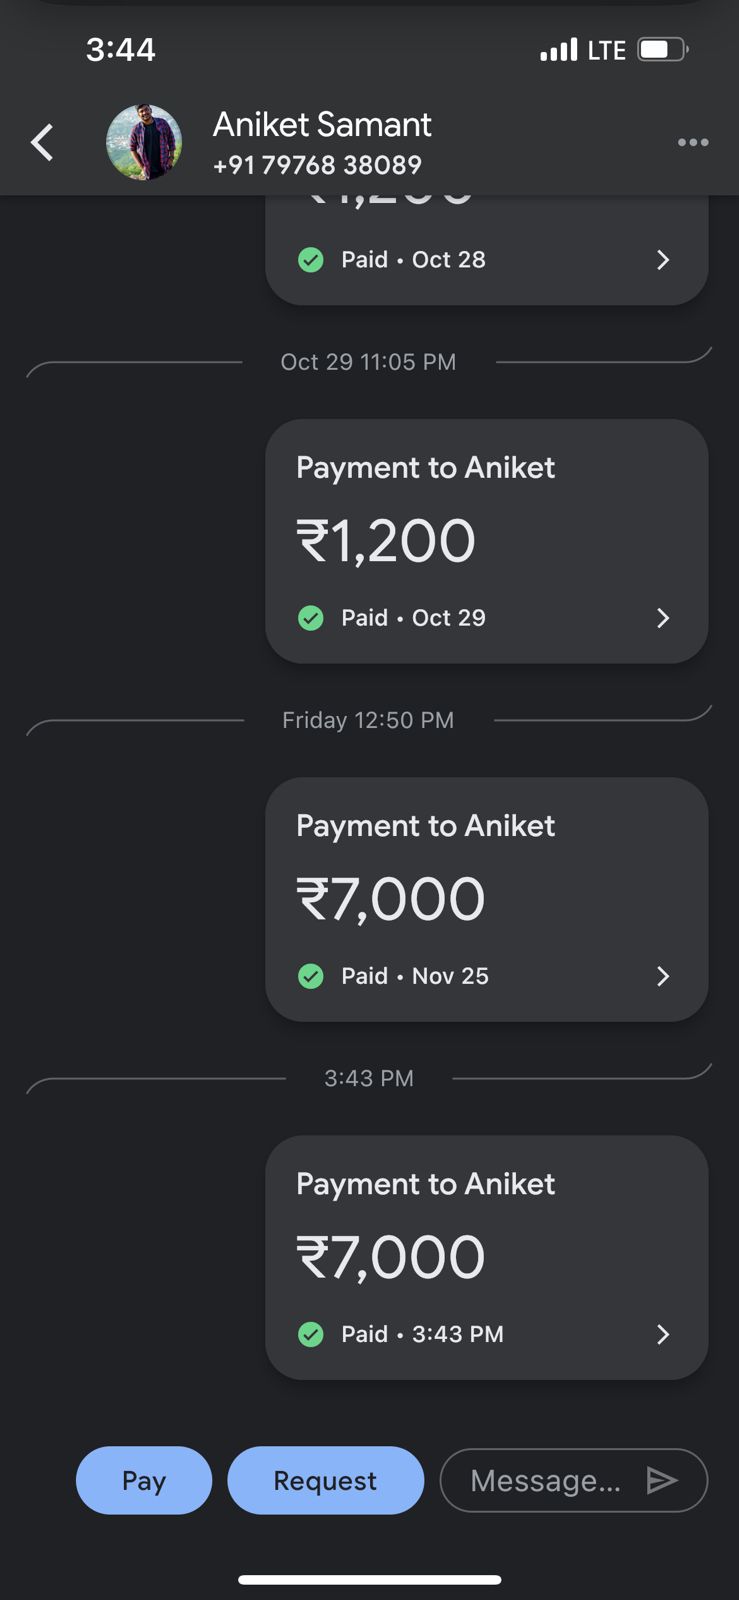 3:44
LTE
Aniket Samant
+91 79768 38089
₹1,200
Paid • Oct 28
Oct 29 11:05 PM
Payment to Aniket
₹1,200
Paid • Oct 29
Friday 12:50 PM
Payment to Aniket
₹7,000
Paid • Nov 25
3:43 PM
Payment to Aniket
₹7,000
Paid • 3:43 PM
Pay
Request
Message...